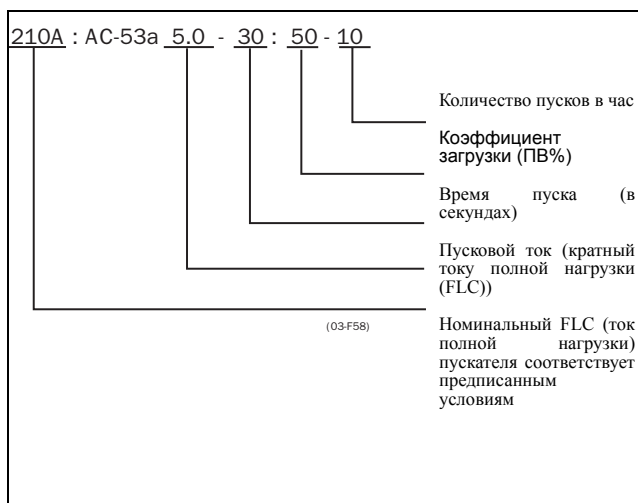 210A : AC-53a 5.0 - 30 : 50 - 10
Количество пусков в час
Коэффициент
загрузки (ПВ%)
Время пуска (в
секундах)
Пусковой ток (кратный
току полной нагрузки
(FLC))
(03-F58)
Номинальный FLC (ток
полной нагрузки)
пускателя соответствует
предписанным
условиям